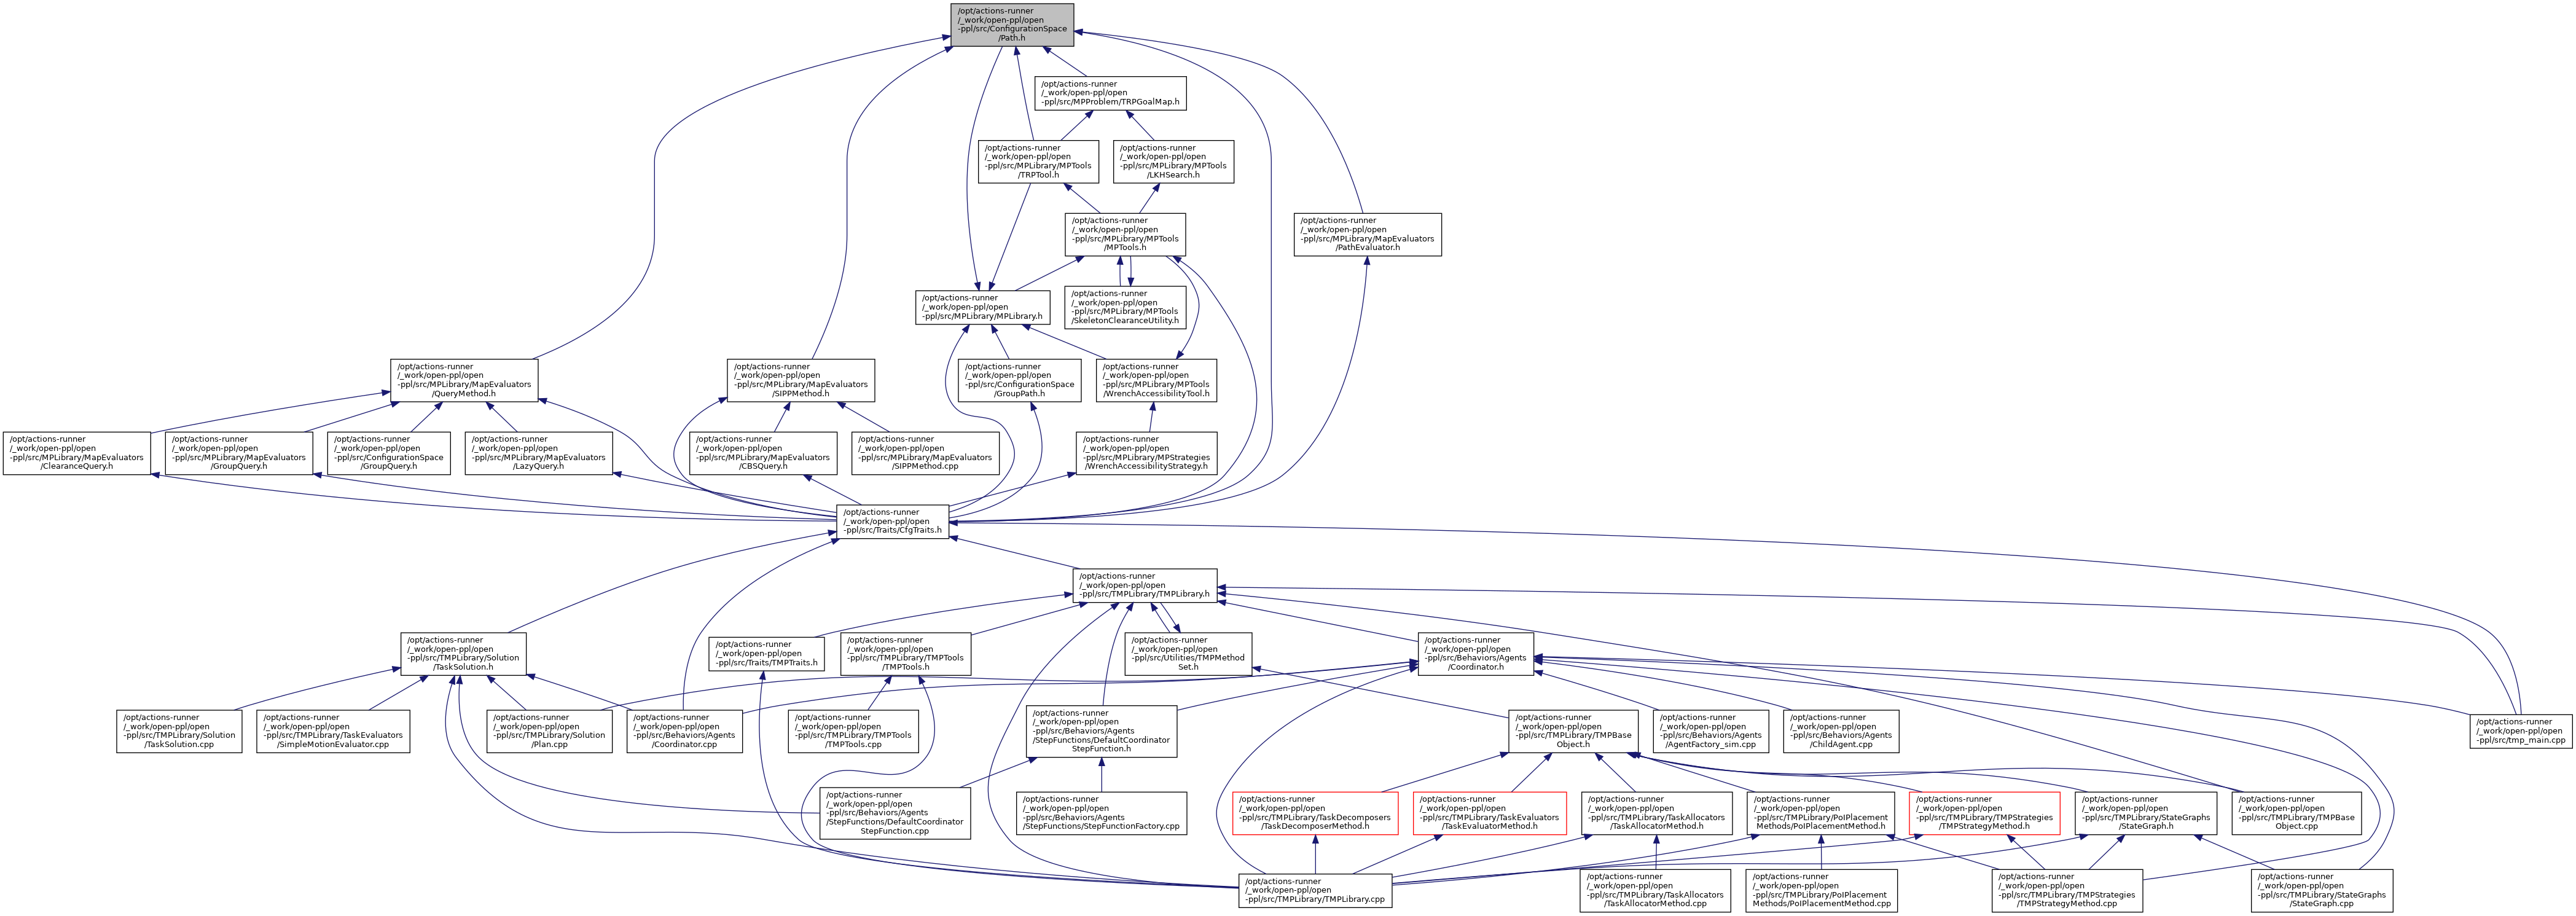 /opt/actions-runner
/_work/open-ppl/open
-ppl/src/ConfigurationSpace
/Path.h
/opt/actions-runner
/_work/open-ppl/open
-ppl/src/MPProblem/TRPGoalMap.h
/opt/actions-runner
/_work/open-ppl/open
-ppl/src/MPLibrary/MPTools
/TRPTool.h
/opt/actions-runner
/_work/open-ppl/open
-ppl/src/MPLibrary/MPTools
/LKHSearch.h
/opt/actions-runner
/_work/open-ppl/open
-ppl/src/MPLibrary/MPTools
/MPTools.h
/opt/actions-runner
/_work/open-ppl/open
-ppl/src/MPLibrary/MapEvaluators
/PathEvaluator.h
/opt/actions-runner
/_work/open-ppl/open
-ppl/src/MPLibrary/MPLibrary.h
/opt/actions-runner
/_work/open-ppl/open
-ppl/src/MPLibrary/MPTools
/SkeletonClearanceUtility.h
/opt/actions-runner
/_work/open-ppl/open
-ppl/src/MPLibrary/MapEvaluators
/QueryMethod.h
/opt/actions-runner
/_work/open-ppl/open
-ppl/src/MPLibrary/MapEvaluators
/SIPPMethod.h
/opt/actions-runner
/_work/open-ppl/open
-ppl/src/ConfigurationSpace
/GroupPath.h
/opt/actions-runner
/_work/open-ppl/open
-ppl/src/MPLibrary/MPTools
/WrenchAccessibilityTool.h
/opt/actions-runner
/_work/open-ppl/open
-ppl/src/MPLibrary/MapEvaluators
/ClearanceQuery.h
/opt/actions-runner
/_work/open-ppl/open
-ppl/src/MPLibrary/MapEvaluators
/GroupQuery.h
/opt/actions-runner
/_work/open-ppl/open
-ppl/src/ConfigurationSpace
/GroupQuery.h
/opt/actions-runner
/_work/open-ppl/open
-ppl/src/MPLibrary/MapEvaluators
/LazyQuery.h
/opt/actions-runner
/_work/open-ppl/open
-ppl/src/MPLibrary/MapEvaluators
/CBSQuery.h
/opt/actions-runner
/_work/open-ppl/open
-ppl/src/MPLibrary/MapEvaluators
/SIPPMethod.cpp
/opt/actions-runner
/_work/open-ppl/open
-ppl/src/MPLibrary/MPStrategies
/WrenchAccessibilityStrategy.h
/opt/actions-runner
/_work/open-ppl/open
-ppl/src/Traits/CfgTraits.h
/opt/actions-runner
/_work/open-ppl/open
-ppl/src/TMPLibrary/TMPLibrary.h
/opt/actions-runner
/_work/open-ppl/open
-ppl/src/TMPLibrary/Solution
/TaskSolution.h
/opt/actions-runner
/_work/open-ppl/open
-ppl/src/Traits/TMPTraits.h
/opt/actions-runner
/_work/open-ppl/open
-ppl/src/TMPLibrary/TMPTools
/TMPTools.h
/opt/actions-runner
/_work/open-ppl/open
-ppl/src/Utilities/TMPMethod
Set.h
/opt/actions-runner
/_work/open-ppl/open
-ppl/src/Behaviors/Agents
/Coordinator.h
/opt/actions-runner
/_work/open-ppl/open
-ppl/src/TMPLibrary/Solution
/TaskSolution.cpp
/opt/actions-runner
/_work/open-ppl/open
-ppl/src/TMPLibrary/TaskEvaluators
/SimpleMotionEvaluator.cpp
/opt/actions-runner
/_work/open-ppl/open
-ppl/src/TMPLibrary/Solution
/Plan.cpp
/opt/actions-runner
/_work/open-ppl/open
-ppl/src/Behaviors/Agents
/Coordinator.cpp
/opt/actions-runner
/_work/open-ppl/open
-ppl/src/TMPLibrary/TMPTools
/TMPTools.cpp
/opt/actions-runner
/_work/open-ppl/open
-ppl/src/Behaviors/Agents
/StepFunctions/DefaultCoordinator
StepFunction.h
/opt/actions-runner
/_work/open-ppl/open
-ppl/src/TMPLibrary/TMPBase
Object.h
/opt/actions-runner
/_work/open-ppl/open
-ppl/src/Behaviors/Agents
/AgentFactory_sim.cpp
/opt/actions-runner
/_work/open-ppl/open
-ppl/src/Behaviors/Agents
/ChildAgent.cpp
/opt/actions-runner
/_work/open-ppl/open
-ppl/src/tmp_main.cpp
/opt/actions-runner
/_work/open-ppl/open
-ppl/src/Behaviors/Agents
/StepFunctions/DefaultCoordinator
StepFunction.cpp
/opt/actions-runner
/_work/open-ppl/open
-ppl/src/Behaviors/Agents
/StepFunctions/StepFunctionFactory.cpp
/opt/actions-runner
/_work/open-ppl/open
-ppl/src/TMPLibrary/TaskDecomposers
/TaskDecomposerMethod.h
/opt/actions-runner
/_work/open-ppl/open
-ppl/src/TMPLibrary/TaskEvaluators
/TaskEvaluatorMethod.h
/opt/actions-runner
/_work/open-ppl/open
-ppl/src/TMPLibrary/TaskAllocators
/TaskAllocatorMethod.h
/opt/actions-runner
/_work/open-ppl/open
-ppl/src/TMPLibrary/PoIPlacement
Methods/PoIPlacementMethod.h
/opt/actions-runner
/_work/open-ppl/open
-ppl/src/TMPLibrary/TMPStrategies
/TMPStrategyMethod.h
/opt/actions-runner
/_work/open-ppl/open
-ppl/src/TMPLibrary/StateGraphs
/StateGraph.h
/opt/actions-runner
/_work/open-ppl/open
-ppl/src/TMPLibrary/TMPBase
Object.cpp
/opt/actions-runner
/_work/open-ppl/open
-ppl/src/TMPLibrary/TMPLibrary.cpp
/opt/actions-runner
/_work/open-ppl/open
-ppl/src/TMPLibrary/TaskAllocators
/TaskAllocatorMethod.cpp
/opt/actions-runner
/_work/open-ppl/open
-ppl/src/TMPLibrary/PoIPlacement
Methods/PoIPlacementMethod.cpp
/opt/actions-runner
/_work/open-ppl/open
-ppl/src/TMPLibrary/TMPStrategies
/TMPStrategyMethod.cpp
/opt/actions-runner
/_work/open-ppl/open
-ppl/src/TMPLibrary/StateGraphs
/StateGraph.cpp